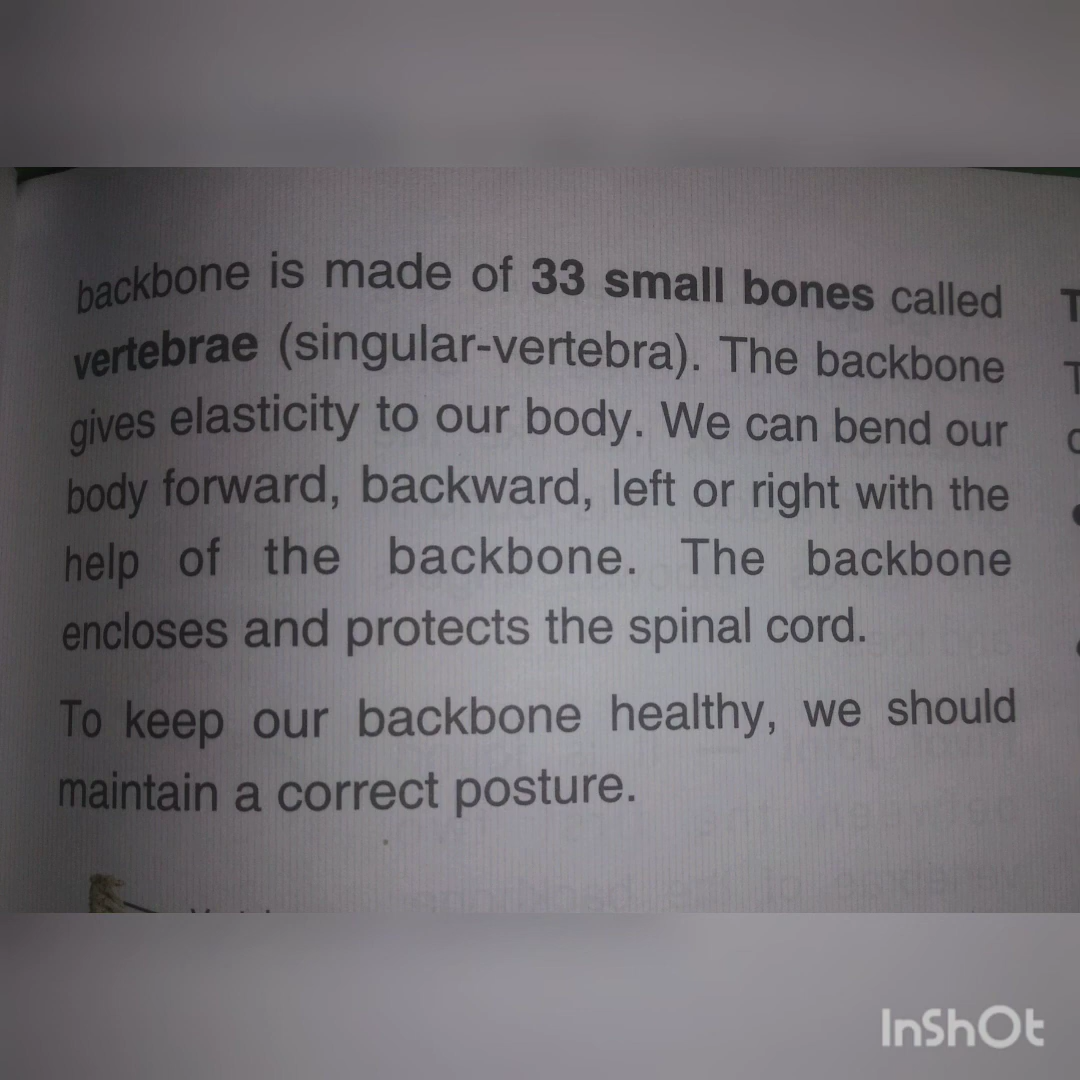 backbone is made of 33 small bones called
vertebrae (singular-vertebra). The backbone
gives elasticity to our body. We can bend our
body forward, backward, left or right with the
help of the backbone. The backbone
encloses and protects the spinal cord.
To keep our backbone healthy, we should
maintain a correct posture.
InShOt